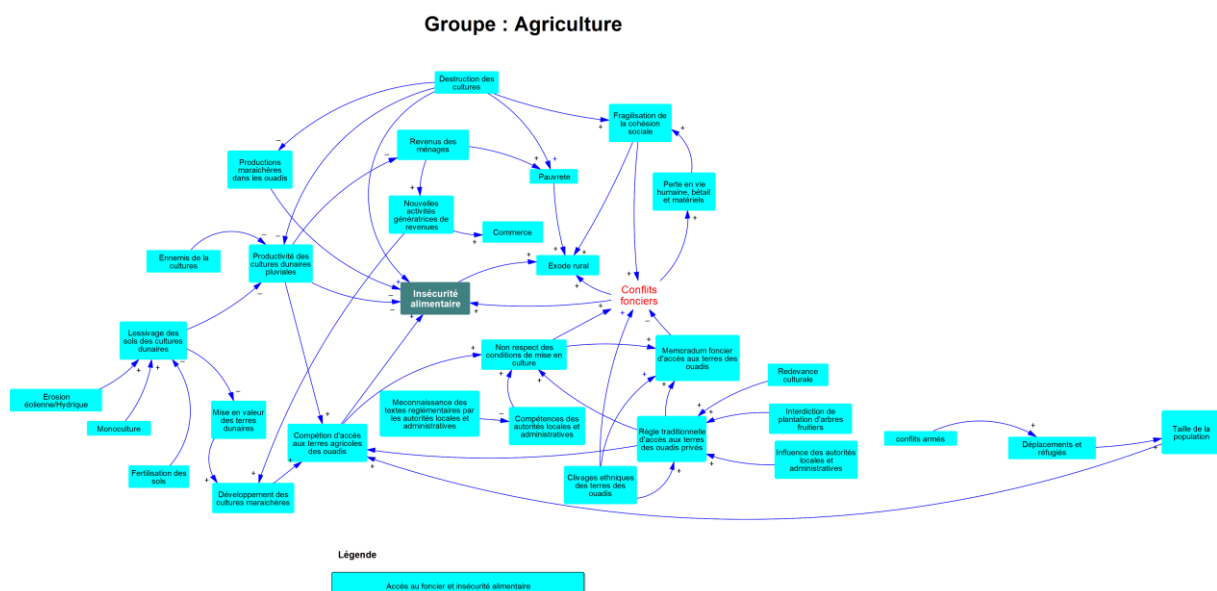 Groupe : Agriculture
Destruction des
cultures
Fragilisation de
la cohésion
sociale
Revenus des
ménages
Productions
maraichères
dans les ouadis
Pauvrete
Perte en vie
humaine, bétail
et matériels
Nouvelles
activités
génératrices de
revenues
Commerce
Ennemis de la
cultures
Productivité des
cultures dunaires
pluviales
Exode rural
Insécurité
alimentaire
Conflits
fonciers
Lessivage des
sols des cultures
dunaires
Non respect des
conditions de mise en
culture
Memoradum foncier
d'accès aux terres des
ouadis
Redevance
culturale
Erosion
éolienne/Hydrique
Monoculture
Mise en valeur
des terres
dunaires
Meconnaissance des
textes reglémentaires par
les autorités locales et
administratives
Compétences des
autorités locales et
administratives
Règle traditionnelle
d'accès aux terres
des ouadis privés
Interdiction de
plantation d'arbres
fruitiers
Compétion d'accès
aux terres agricoles
des ouadis
conflits armés
Déplacements et
réfugiés
Taille de la
population
Influence des autorités
locales et
administratives
Fertilisation des
sols
Développement des
cultures maraichères
Clivages ethniques
des terres des
ouadis
Légende
Accès au foncier et insécurité alimentaire